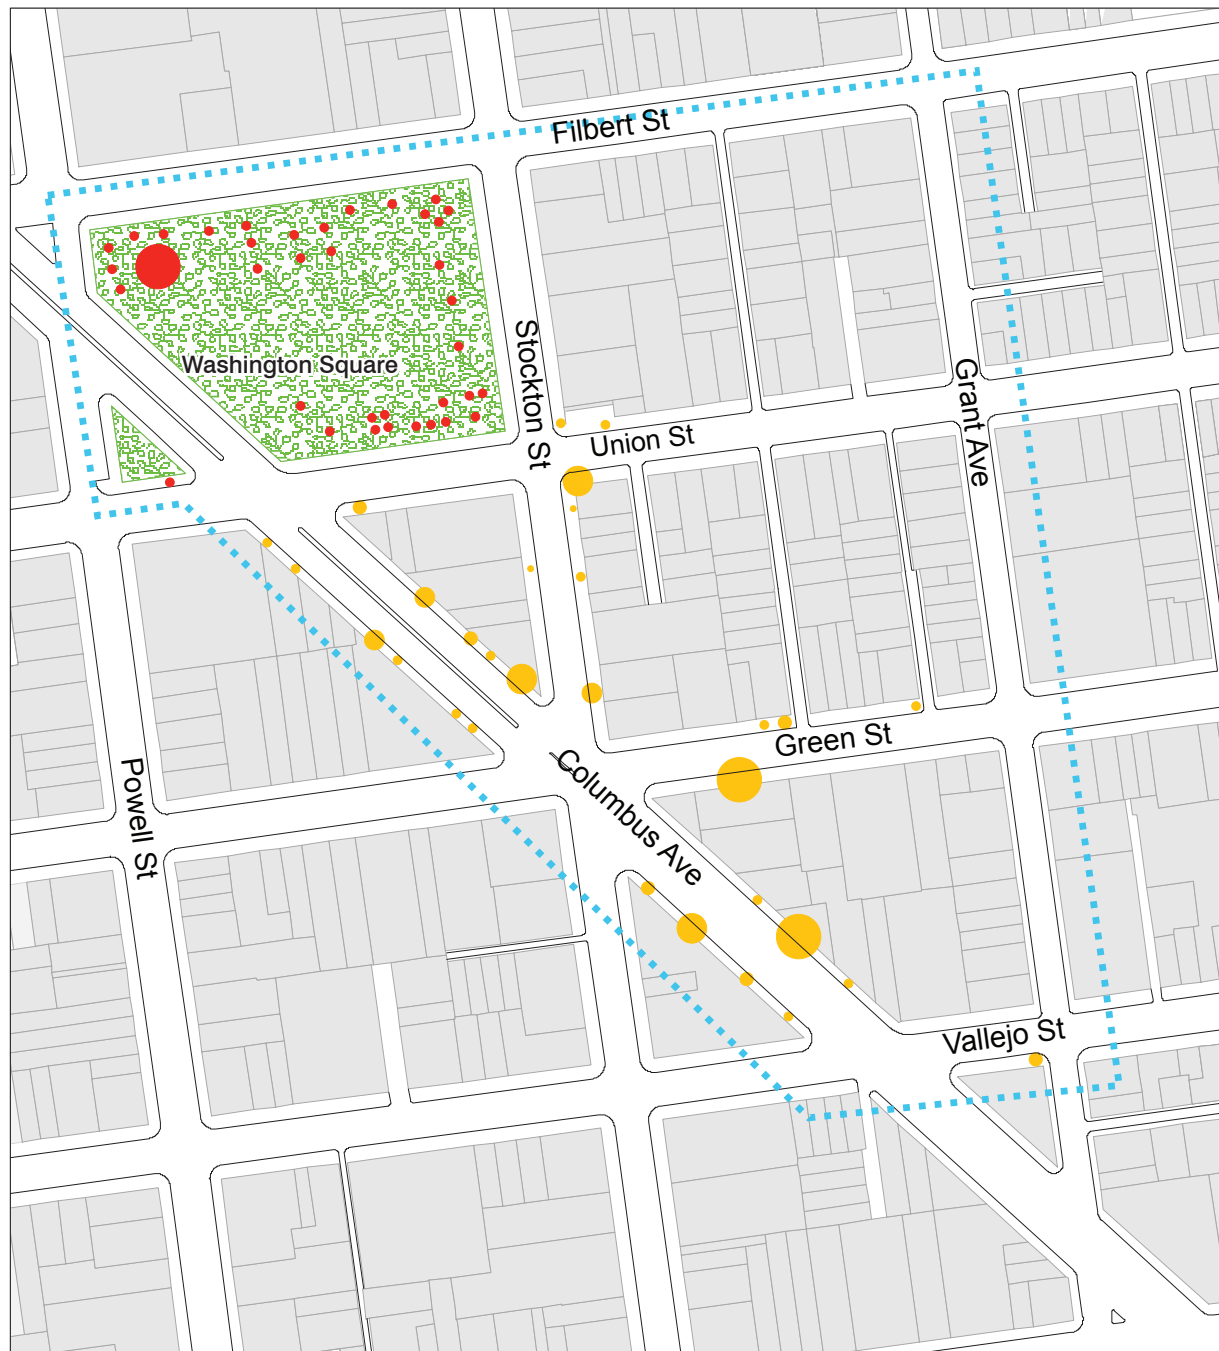 Filbert St
Washington Square
Stockton St
Grant Ave
Union St
Green St
Powell St
Columbus Ave
Vallejo St